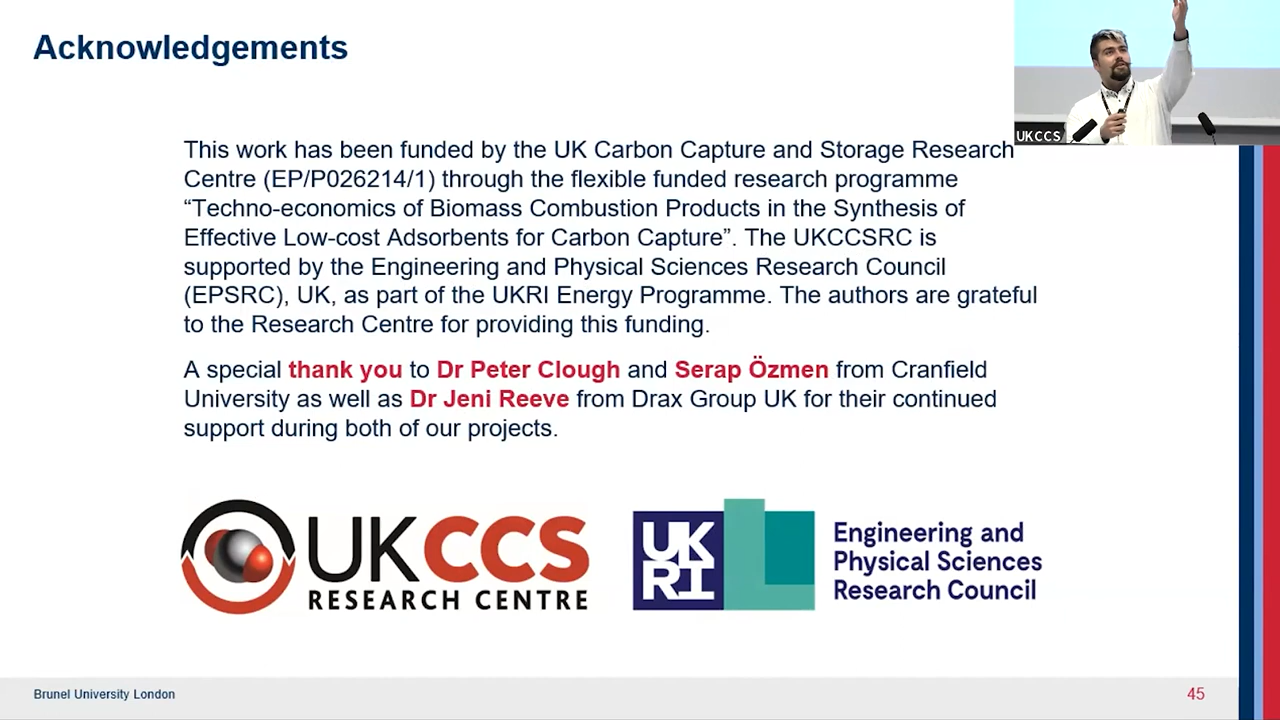 Acknowledgements
UKCCS
This work has been funded by the UK Carbon Capture and Storage Research
Centre (EP/P026214/1) through the flexible funded research programme
“Techno-economics of Biomass Combustion Products in the Synthesis of
Effective Low-cost Adsorbents for Carbon Capture”. The UKCCSRC is
supported by the Engineering and Physical Sciences Research Council
(EPSRC), UK, as part of the UKRI Energy Programme. The authors are grateful
to the Research Centre for providing this funding.
A special thank you to Dr Peter Clough and Serap Özmen from Cranfield
University as well as Dr Jeni Reeve from Drax Group UK for their continued
support during both of our projects.
UKCCS
RESEARCH CENTRE
UK
RI
Engineering and
Physical Sciences
Research Council
Brunel University London
45